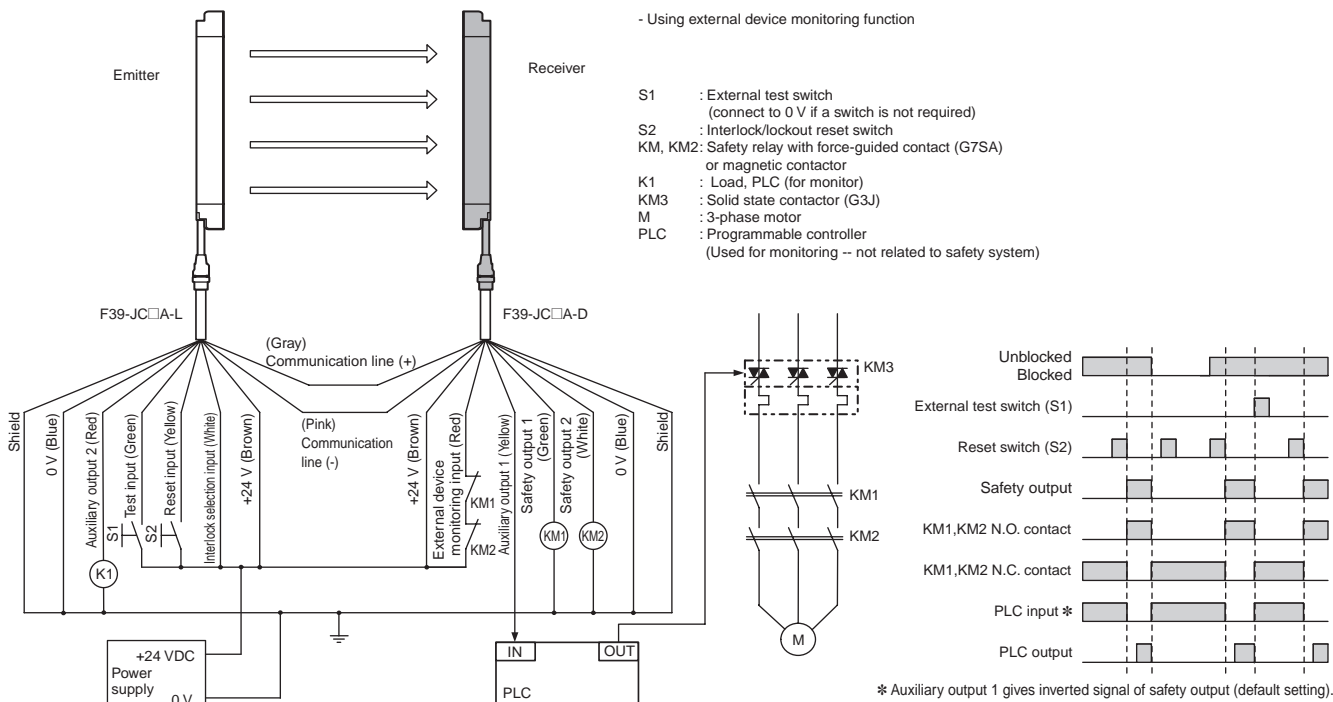 - Using external device monitoring function
Emitter
Receiver
S1 : External test switch
(connect to 0 V if a switch is not required)
S2 : Interlock/lockout reset switch
KM, KM2: Safety relay with force-guided contact (G7SA)
or magnetic contactor
K1 : Load, PLC (for monitor)
KM3 : Solid state contactor (G3J)
M : 3-phase motor
PLC : Programmable controller
(Used for monitoring -- not related to safety system)
F39-JC□A-L
F39-JC□A-D
(Gray)
Communication line (+)
(Pink)
Communication
line (-)
Shield
0 V (Blue)
Auxiliary output 2 (Red)
Test input (Green)
Reset input (Yellow)
Interlock selection input (White)
+24 V (Brown)
+24 V (Brown)
External device
monitoring input (Red)
Auxiliary output 1 (Yellow)
Safety output 1
(Green)
Safety output 2
(White)
0 V (Blue)
Shield
S1
S2
K1
KM1
KM2
KM1
KM2
+24 VDC
Power
supply
0 V
IN
OUT
PLC
KM3
KM1
KM2
M
Unblocked
Blocked
External test switch (S1)
Reset switch (S2)
Safety output
KM1,KM2 N.O. contact
KM1,KM2 N.C. contact
PLC input ✻
PLC output
✻ Auxiliary output 1 gives inverted signal of safety output (default setting).